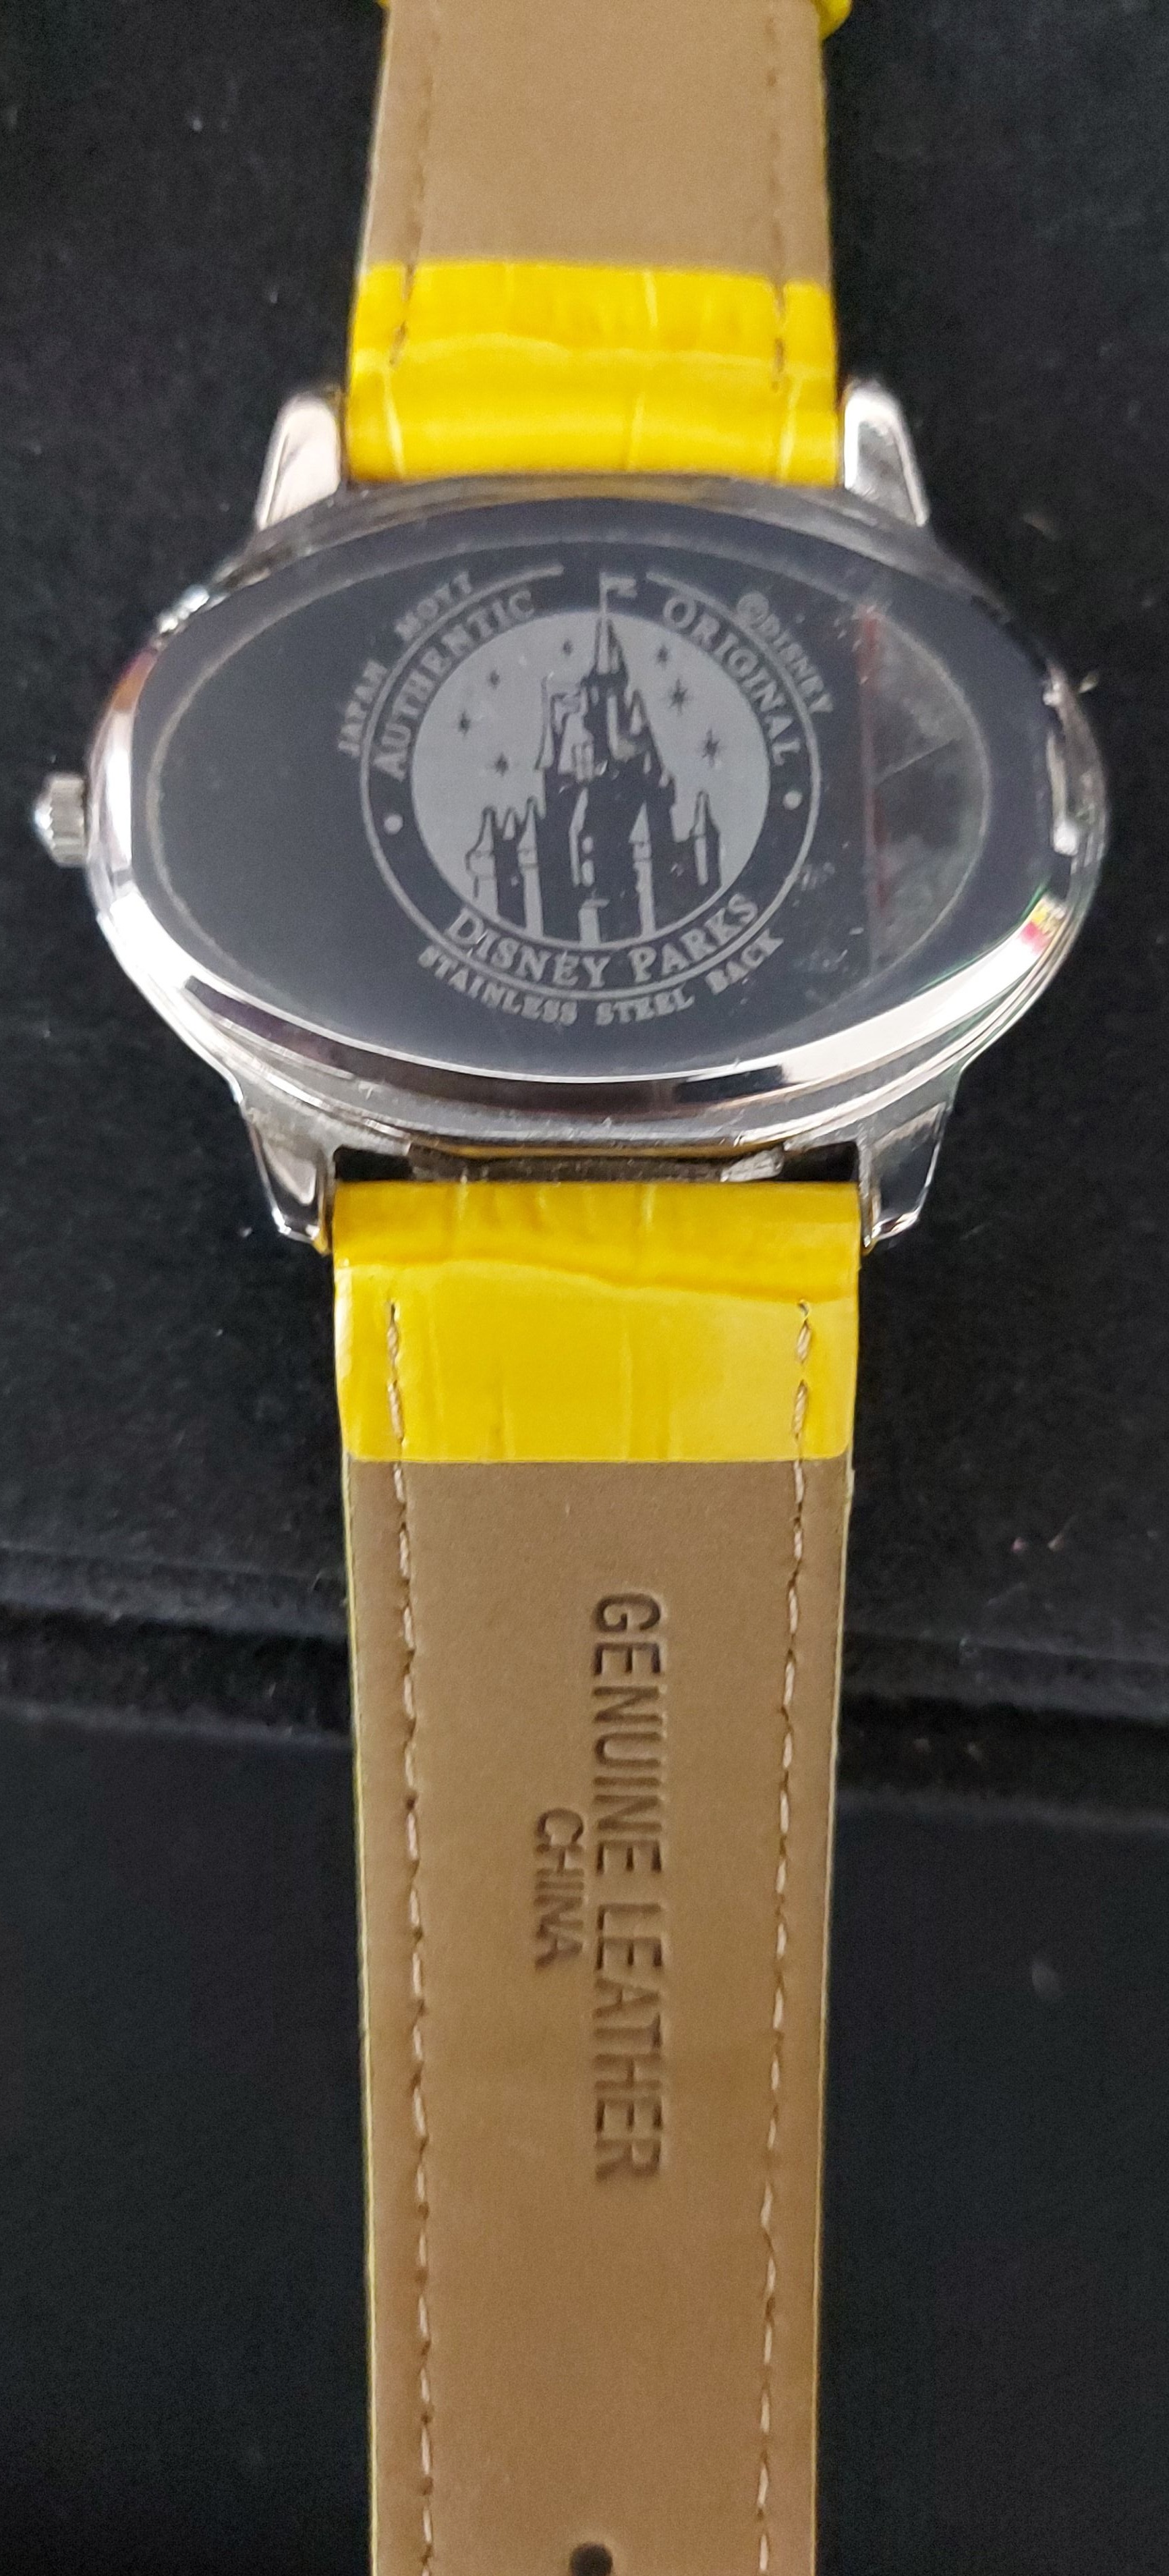 JAPAN MOVT
©DISNEY
AUTHENTIC
ORIGINAL
DISNEY PARKS
STAINLESS STEEL BACK
GENUINE LEATHER
CHINA